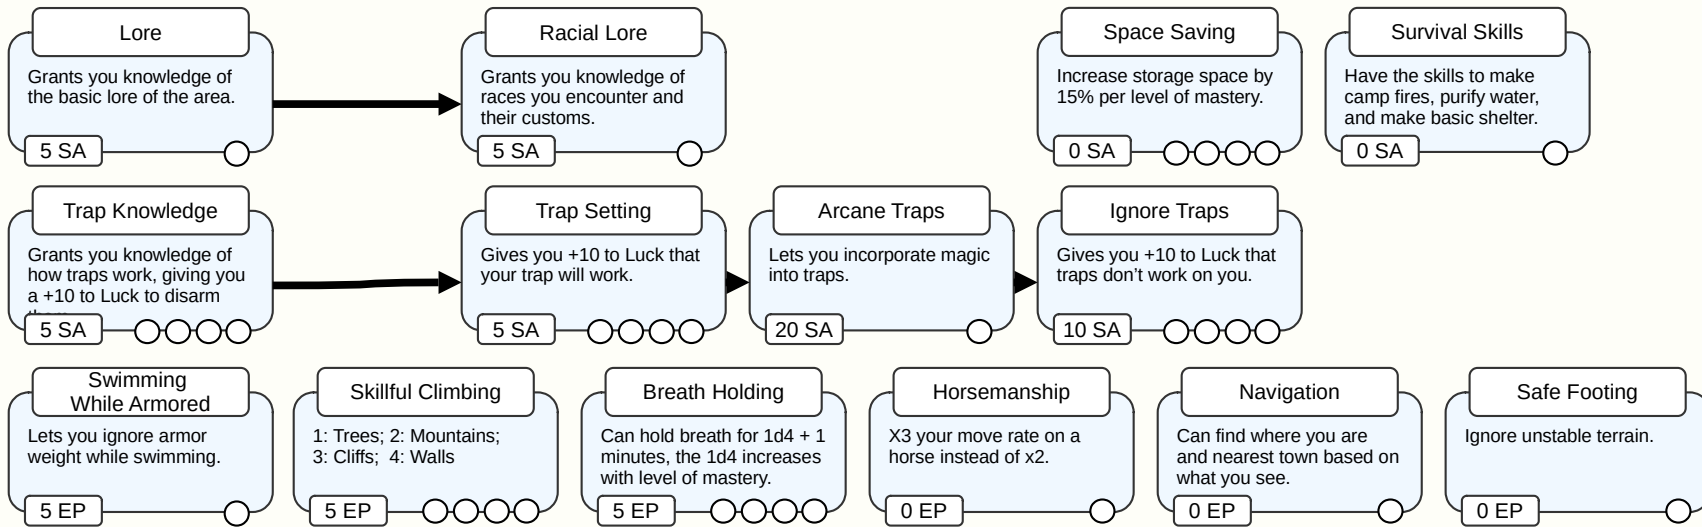 Lore
Grants you knowledge of
the basic lore of the area.
5 SA
Racial Lore
Grants you knowledge of
races you encounter and
their customs.
5 SA
Space Saving
Increase storage space by
15% per level of mastery.
0 SA
Survival Skills
Have the skills to make
camp fires, purify water,
and make basic shelter.
0 SA
Trap Knowledge
Grants you knowledge of
how traps work, giving you
a +10 to Luck to disarm
5 SA
Trap Setting
Gives you +10 to Luck that
your trap will work.
5 SA
Arcane Traps
Lets you incorporate magic
into traps.
20 SA
Ignore Traps
Gives you +10 to Luck that
traps don’t work on you.
10 SA
Swimming
While Armored
Lets you ignore armor
weight while swimming.
5 EP
Skillful Climbing
1: Trees; 2: Mountains;
3: Cliffs;  4: Walls
5 EP
Breath Holding
Can hold breath for 1d4 + 1
minutes, the 1d4 increases
with level of mastery.
5 EP
Horsemanship
X3 your move rate on a
horse instead of x2.
0 EP
Navigation
Can find where you are
and nearest town based on
what you see.
0 EP
Safe Footing
Ignore unstable terrain.
0 EP